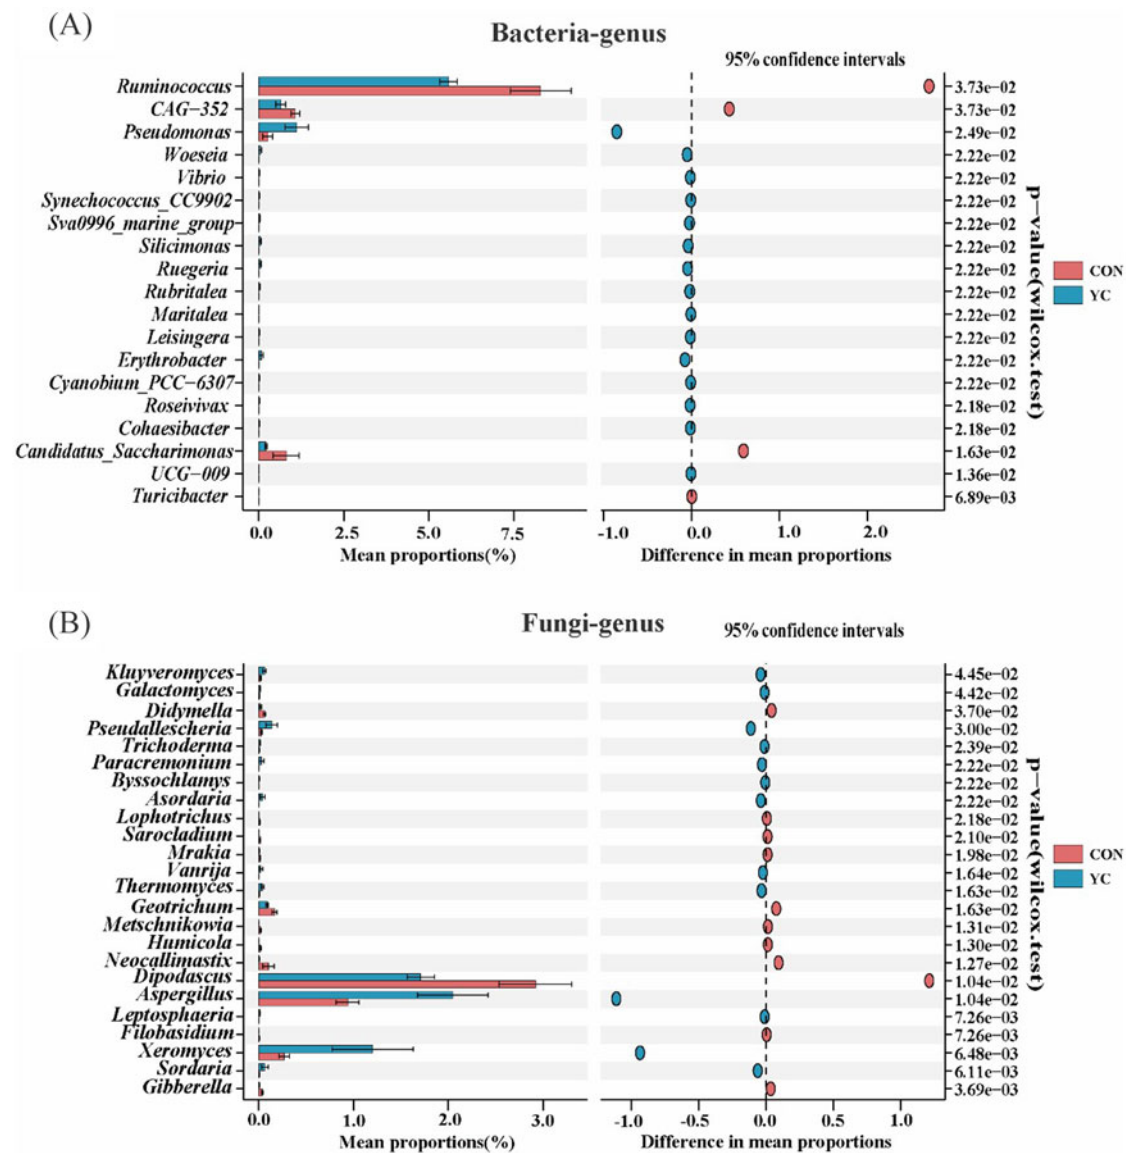 (A)
Bacteria-genus
95% confidence intervals
Ruminococcus 3.73e−02
CAG−352 3.73e−02
Pseudomonas 2.49e−02
Woeseia 2.22e−02
Vibrio 2.22e−02
Synechococcus_CC9902 2.22e−02
Sva0996_marine_group 2.22e−02
Silicimonas 2.22e−02
Ruegeria 2.22e−02
Rubritalea 2.22e−02
Maritalea 2.22e−02
Leisingera 2.22e−02
Erythrobacter 2.22e−02
Cyanobium_PCC−6307 2.22e−02
Roseivivax 2.18e−02
Cohaesibacter 2.18e−02
Candidatus_Saccharimonas 1.63e−02
UCG−009 1.36e−02
Turicibacter 6.89e−03
p−value(wilcox.test)
CON
YC
0.0 2.5 5.0 7.5 -1.0 0.0 1.0 2.0
Mean proportions(%) Difference in mean proportions
(B)
Fungi-genus
95% confidence intervals
Kluyveromyces 4.45e−02
Galactomyces 4.42e−02
Didymella 3.70e−02
Pseudallescheria 3.00e−02
Trichoderma 2.39e−02
Paracremonium 2.22e−02
Byssochlamys 2.22e−02
Asordaria 2.22e−02
Lophotrichus 2.18e−02
Sarocladium 2.10e−02
Mrakia 1.98e−02
Vanrija 1.64e−02
Thermomyces 1.63e−02
Geotrichum 1.63e−02
Metschnikowia 1.31e−02
Humicola 1.30e−02
Neocallimastix 1.27e−02
Dipodascus 1.04e−02
Aspergillus 1.04e−02
Leptosphaeria 7.26e−03
Filobasidium 7.26e−03
Xeromyces 6.48e−03
Sordaria 6.11e−03
Gibberella 3.69e−03
p−value(wilcox.test)
CON
YC
0.0 1.0 2.0 3.0 -1.0 -0.5 0.0 0.5 1.0
Mean proportions(%) Difference in mean proportions